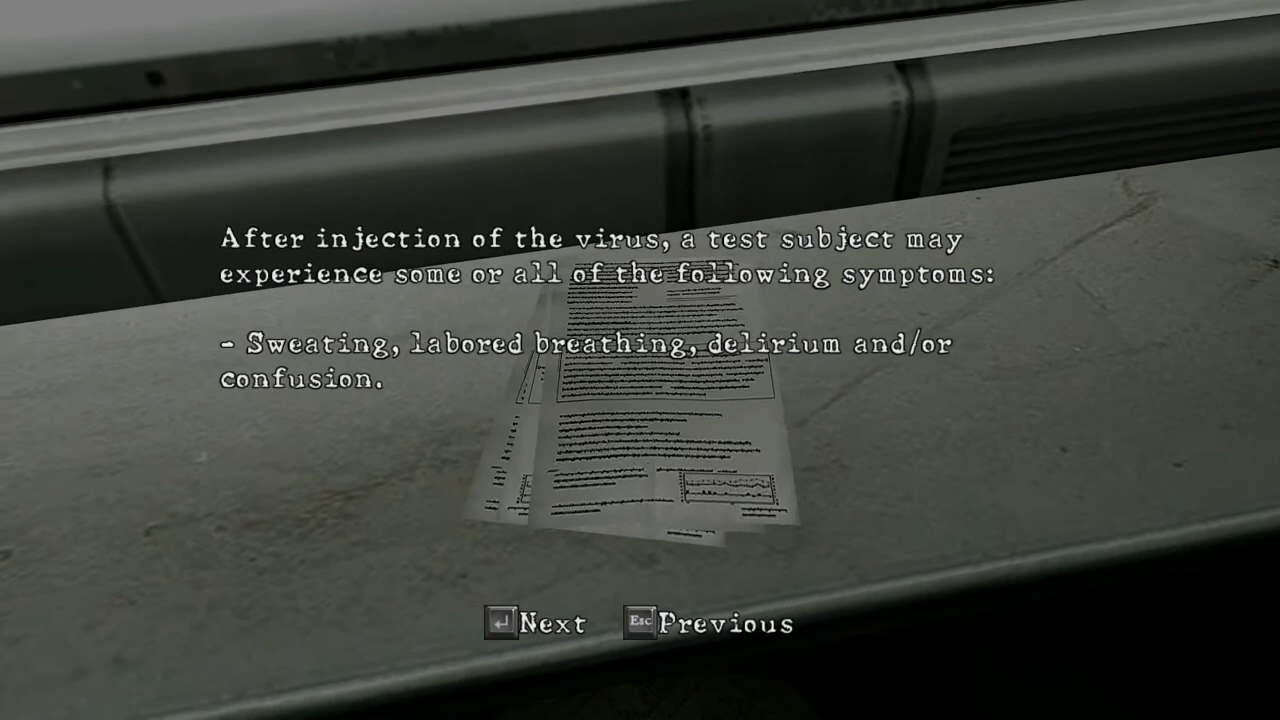 After injection of the virus, a test subject may
experience some or all of the following symptoms:
- Sweating, labored breathing, delirium and/or
confusion.
Next
Esc
Previous